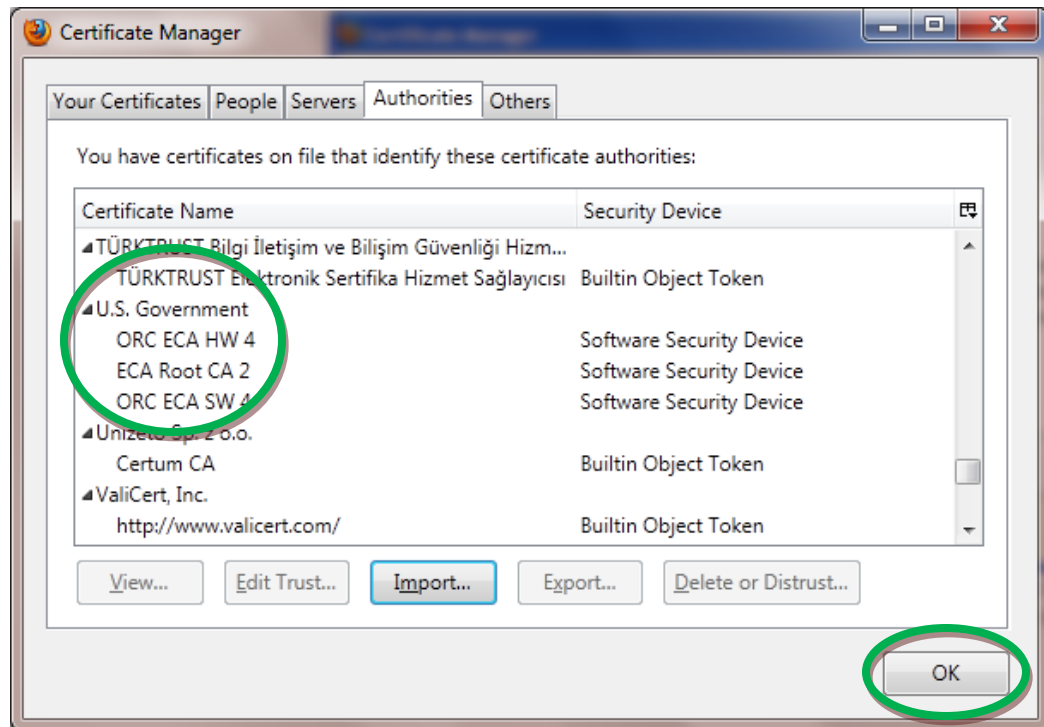 Certificate Manager
Your Certificates People Servers Authorities Others
You have certificates on file that identify these certificate authorities:
Certificate Name Security Device
TÜRKTRUST Bilgi İletişim ve Bilişim Güvenliği Hizm...
TÜRKTRUST Elektronik Sertifika Hizmet Sağlayıcısı Builtin Object Token
U.S. Government
ORC ECA HW 4 Software Security Device
ECA Root CA 2 Software Security Device
ORC ECA SW 4 Software Security Device
Unizeto Sp. z o.o.
Certum CA Builtin Object Token
ValiCert, Inc.
http://www.valicert.com/ Builtin Object Token
View... Edit Trust... Import... Export... Delete or Distrust...
OK